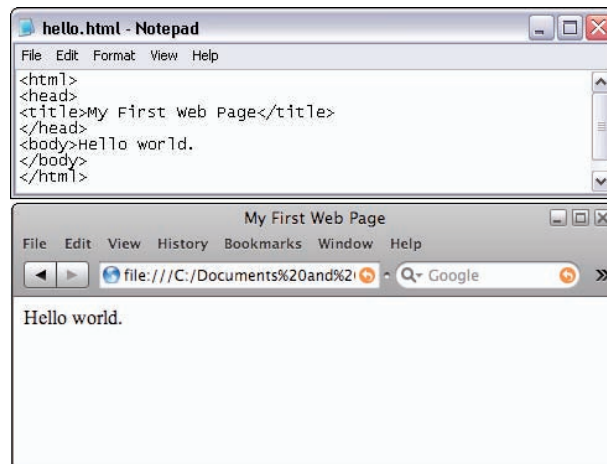 hello.html - Notepad
File Edit Format View Help
<html>
<head>
<title>My First Web Page</title>
</head>
<body>Hello world.
</body>
</html>
My First Web Page
File Edit View History Bookmarks Window Help
file:///C:/Documents%20and%2 Google
Hello world.